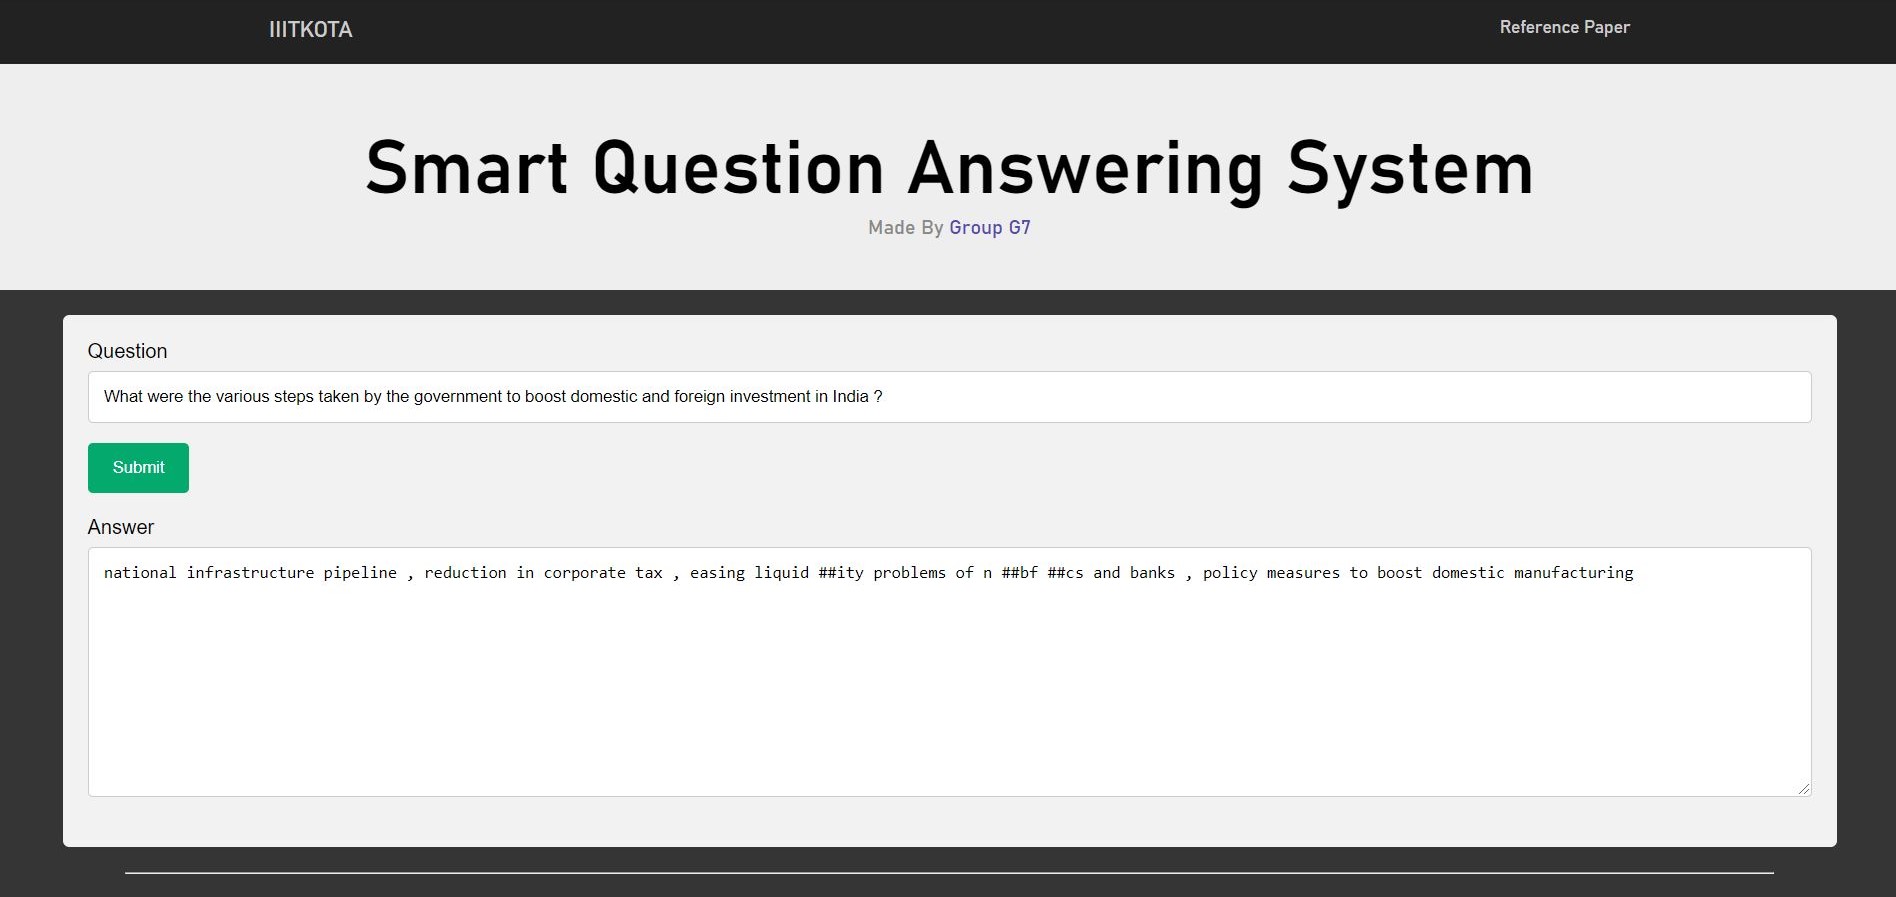 IIITKOTA
Reference Paper
Smart Question Answering System
Made By Group G7
Question
What were the various steps taken by the government to boost domestic and foreign investment in India ?
Submit
Answer
national infrastructure pipeline , reduction in corporate tax , easing liquid ##ity problems of n ##bf ##cs and banks , policy measures to boost domestic manufacturing